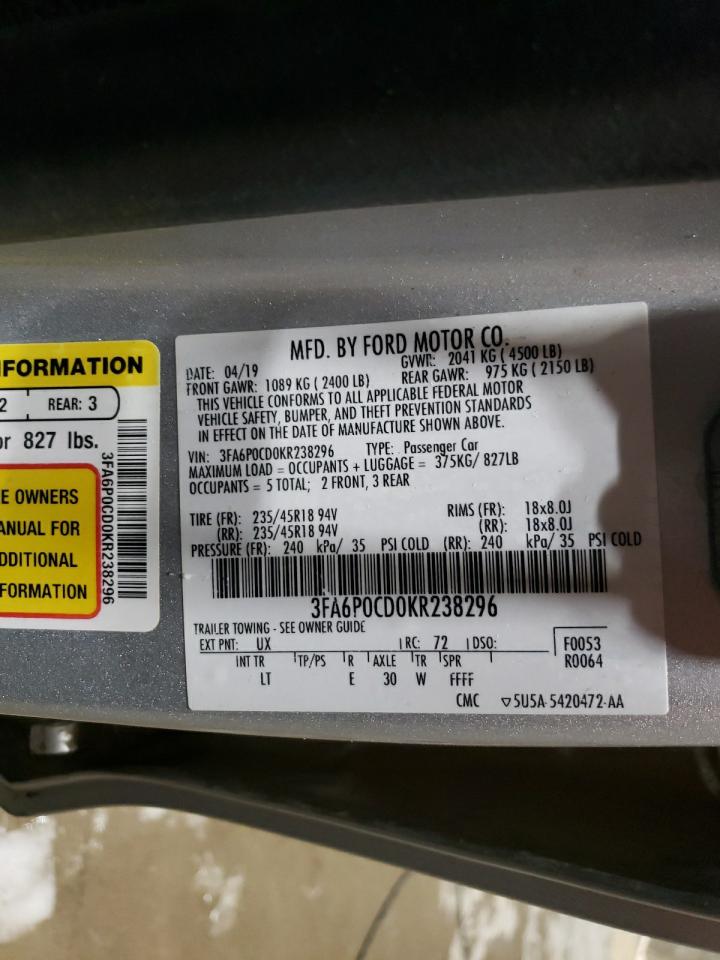 NFORMATION
2 REAR: 3
or 827 lbs.
E OWNERS
MANUAL FOR
DDITIONAL
FORMATION
3FA6P0CD0KR238296
MFD. BY FORD MOTOR CO.
DATE: 04/19 GVWR: 2041 KG ( 4500 LB)
FRONT GAWR: 1089 KG ( 2400 LB) REAR GAWR: 975 KG ( 2150 LB)
THIS VEHICLE CONFORMS TO ALL APPLICABLE FEDERAL MOTOR
VEHICLE SAFETY, BUMPER, AND THEFT PREVENTION STANDARDS
IN EFFECT ON THE DATE OF MANUFACTURE SHOWN ABOVE.
VIN: 3FA6P0CD0KR238296 TYPE: Passenger Car
MAXIMUM LOAD = OCCUPANTS + LUGGAGE = 375KG/ 827LB
OCCUPANTS = 5 TOTAL; 2 FRONT, 3 REAR
TIRE (FR): 235/45R18 94V RIMS (FR): 18x8.0J
(RR): 235/45R18 94V (RR): 18x8.0J
PRESSURE (FR): 240 kPa/ 35 PSI COLD (RR): 240 kPa/ 35 PSI COLD
3FA6P0CD0KR238296
TRAILER TOWING - SEE OWNER GUIDE
EXT PNT: UX RC: 72 DSO: F0053
R0064
INT TR TP/PS R AXLE TR SPR
LT E 30 W FFFF
CMC ▽5U5A-5420472-AA